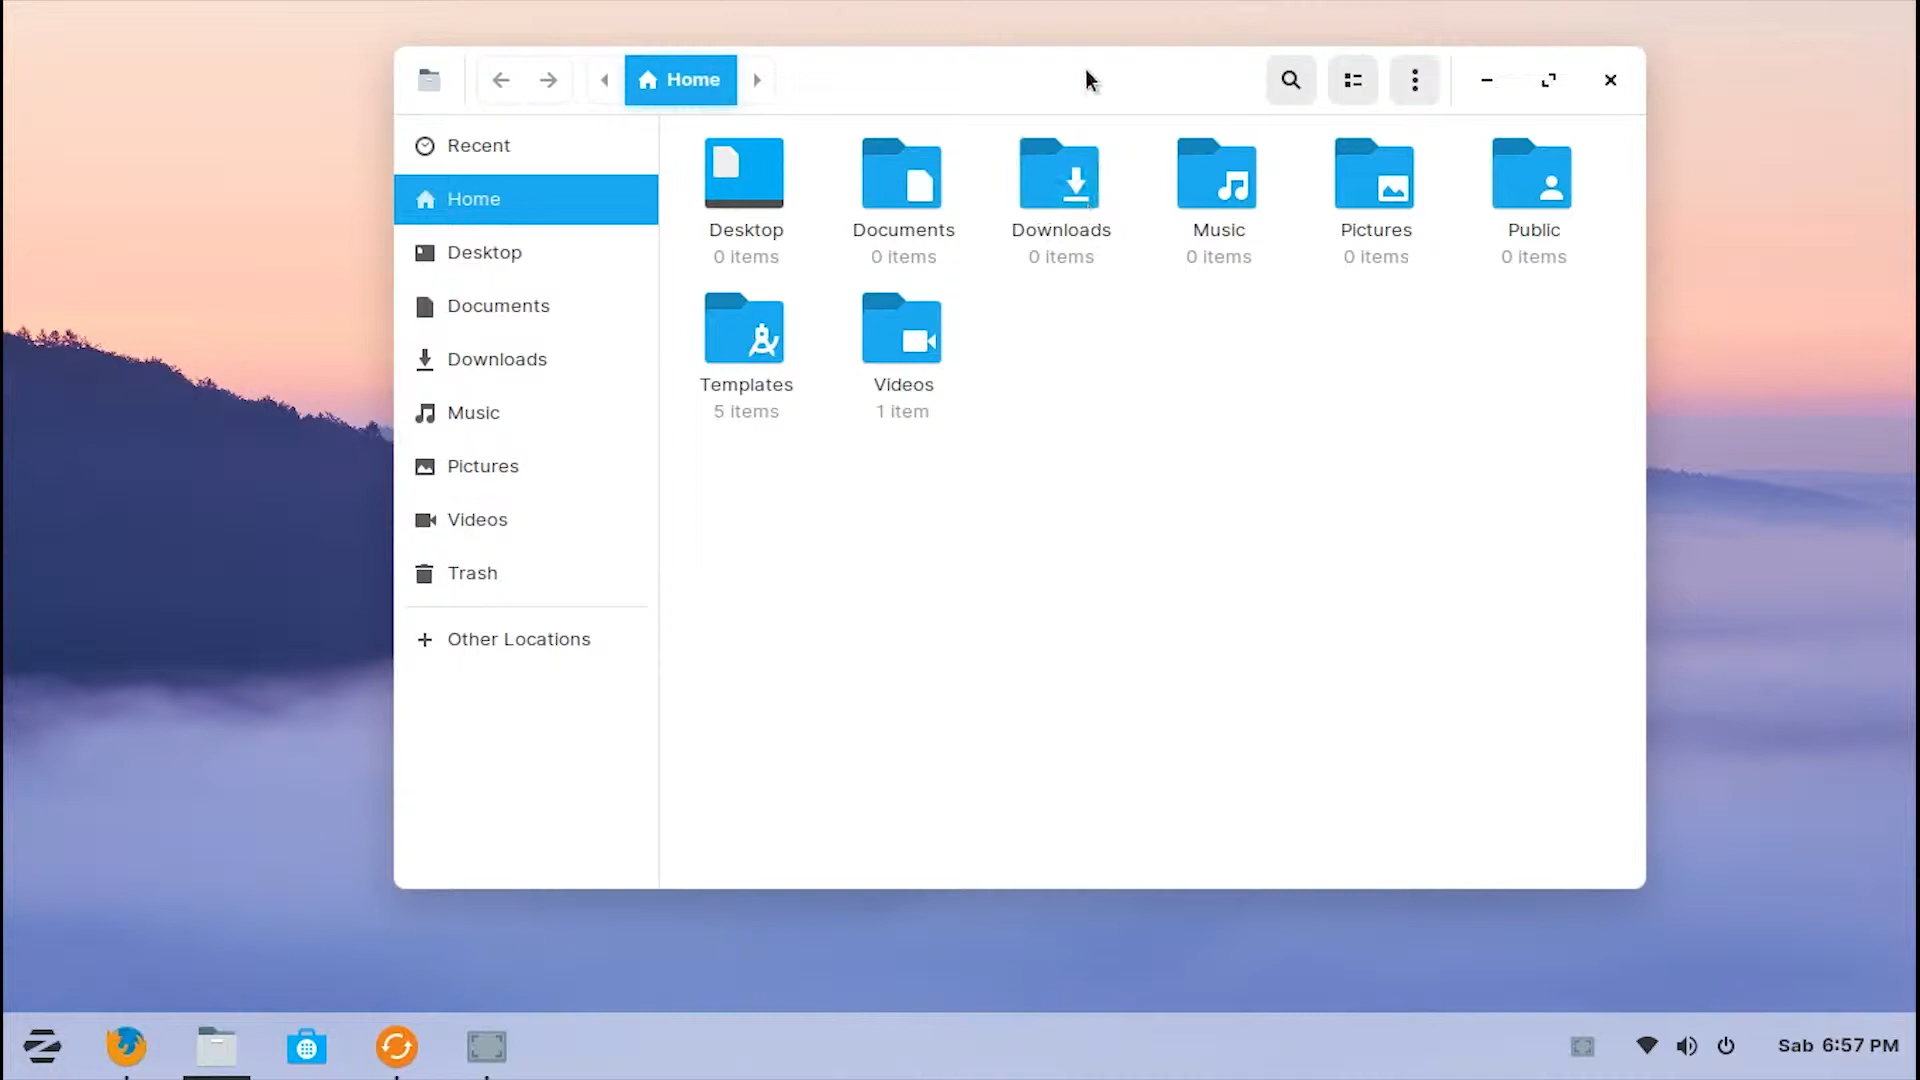 Home
Recent
Home
Desktop
Documents
Downloads
Music
Pictures
Videos
Trash
Other Locations
Desktop
0 items
Documents
0 items
Downloads
0 items
Music
0 items
Pictures
0 items
Public
0 items
Templates
5 items
Videos
1 item
Sab 6:57 PM